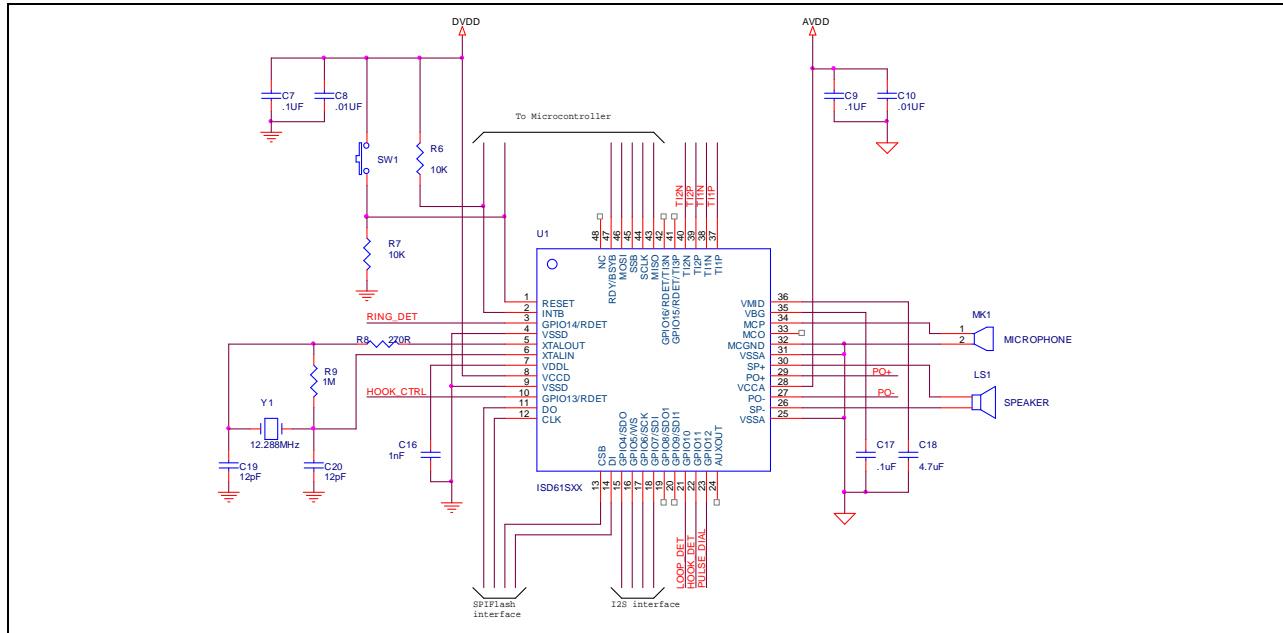 DVDD
AVDD
C7
.1UF
C8
.01UF
C9
.1UF
C10
.01UF
To Microcontroller
SW1
R6
10K
R7
10K
TI2N
TI2P
TI1N
TI1P
U1
48
47
46
45
44
43
42
41
40
39
38
37
NC
RDY/BSYB
MOSI
SSB
SCLK
MISO
GPIO16/RDET/TI3N
GPIO15/RDET/TI3P
TI2N
TI2P
TI1N
TI1P
1 RESET
2 INTB
3 GPIO14/RDET
4 VSSD
5 XTALOUT
6 XTALIN
7 VDDL
8 VCCD
9 VSSD
10 GPIO13/RDET
11 DO
12 CLK
VMID 36
VBG 35
MCP 34
MCO 33
MCGND 32
VSSA 31
SP+ 30
PO+ 29
VCCA 28
PO- 27
SP- 26
VSSA 25
RING_DET
R8 270R
R9
1M
HOOK_CTRL
Y1
12.288MHz
C19
12pF
C20
12pF
C16
1nF
MK1
1
2
MICROPHONE
PO+
PO-
LS1
SPEAKER
C17
.1uF
C18
4.7uF
CSB
DI
GPIO4/SDO
GPIO5/WS
GPIO6/SCK
GPIO7/SDI
GPIO8/SDO1
GPIO9/SDI1
GPIO10
GPIO11
GPIO12
AUXOUT
ISD61SXX
13
14
15
16
17
18
19
20
21
22
23
24
LOOP_DET
HOOK_DET
PULSE_DIAL
SPIFlash
interface
I2S interface